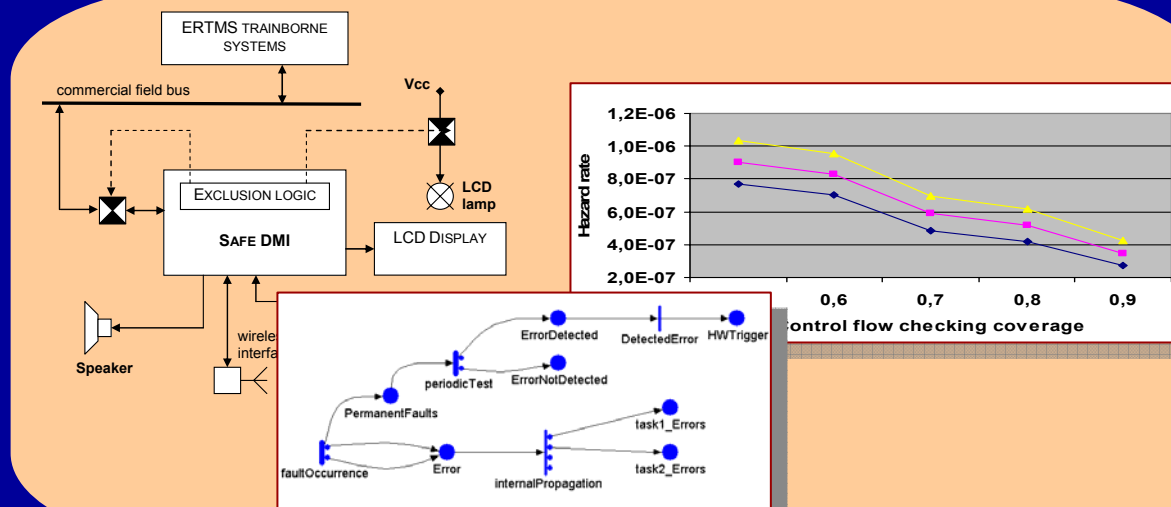 ERTMS TRAINBORNE
SYSTEMS
commercial field bus
Vcc
EXCLUSION LOGIC
LCD
lamp
SAFE DMI
LCD DISPLAY
Speaker
1,2E-06
1,0E-06
8,0E-07
6,0E-07
4,0E-07
2,0E-07
Hazard rate
0,6
0,7
0,8
0,9
flow checking coverage
ErrorDetected
DetectedError
HWTrigger
periodicTest
ErrorNotDetected
PermanentFaults
task1_Errors
faultOccurrence
Error
internalPropagation
task2_Errors